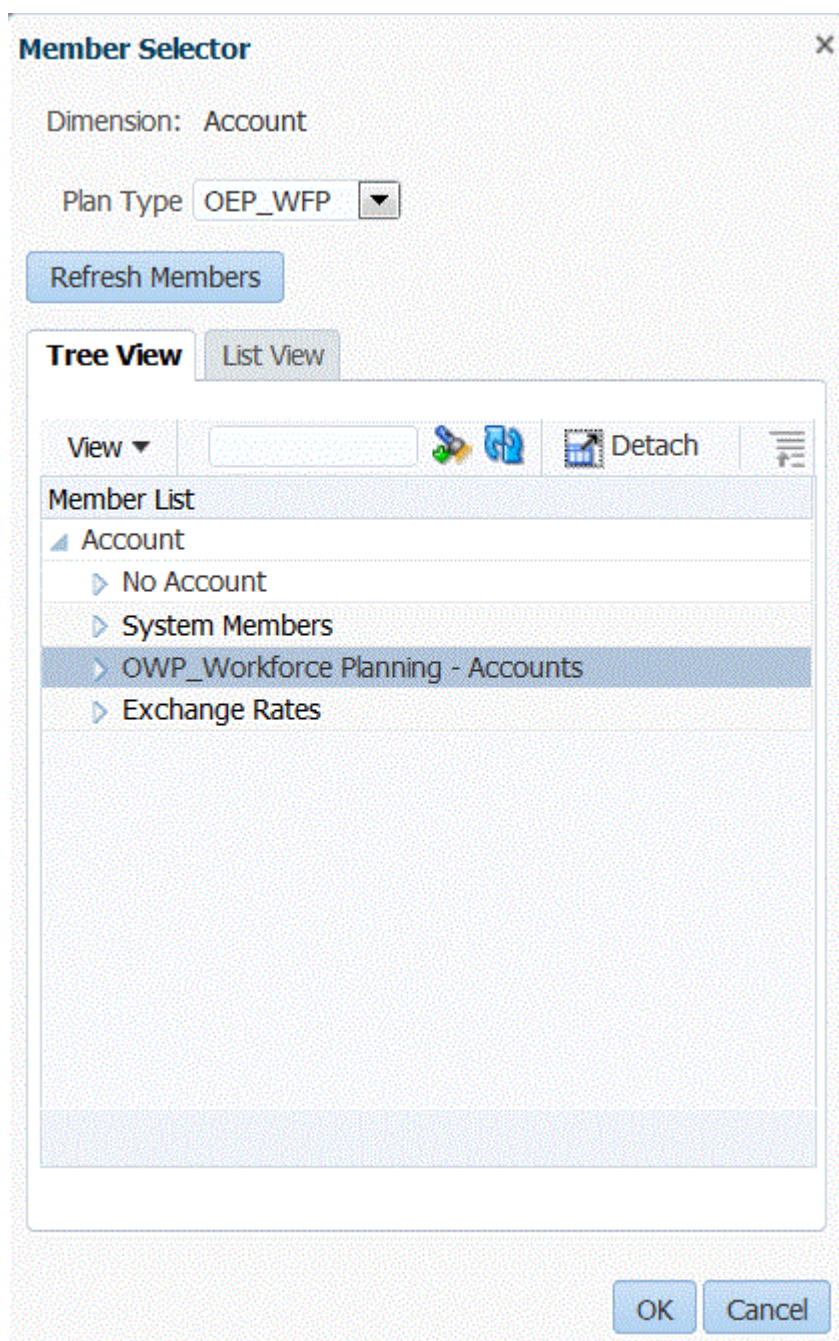 Member Selector
Dimension: Account
Plan Type OEP_WFP
Refresh Members
Tree View List View
View Detach
Member List
Account
No Account
System Members
OWP_Workforce Planning - Accounts
Exchange Rates
OK Cancel